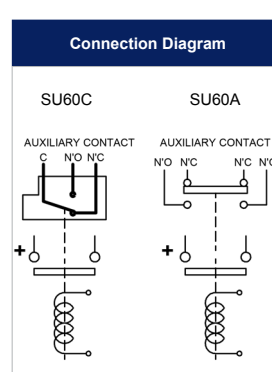 Connection Diagram
SU60C
SU60A
AUXILIARY CONTACT
C N'O N'C
AUXILIARY CONTACT
N'O N'C N'C N'O
+
+